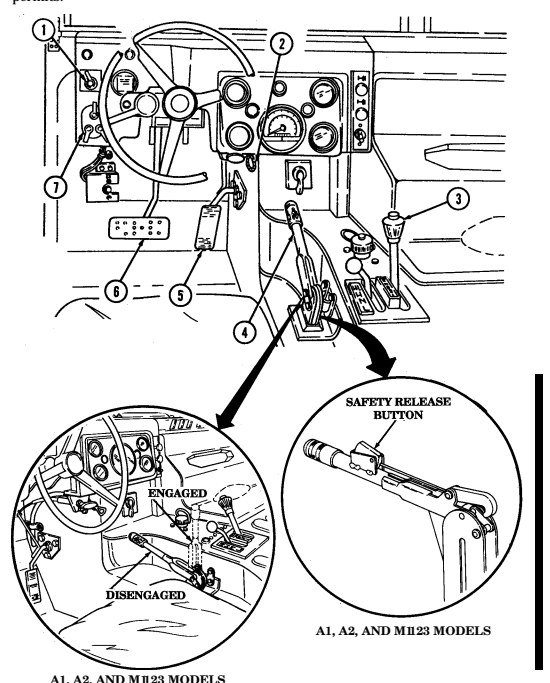 permits.
1
2
3
7
6
5
4
SAFETY RELEASE
BUTTON
ENGAGED
DISENGAGED
A1, A2, AND M1123 MODELS
A1, A2, AND M1123 MODELS